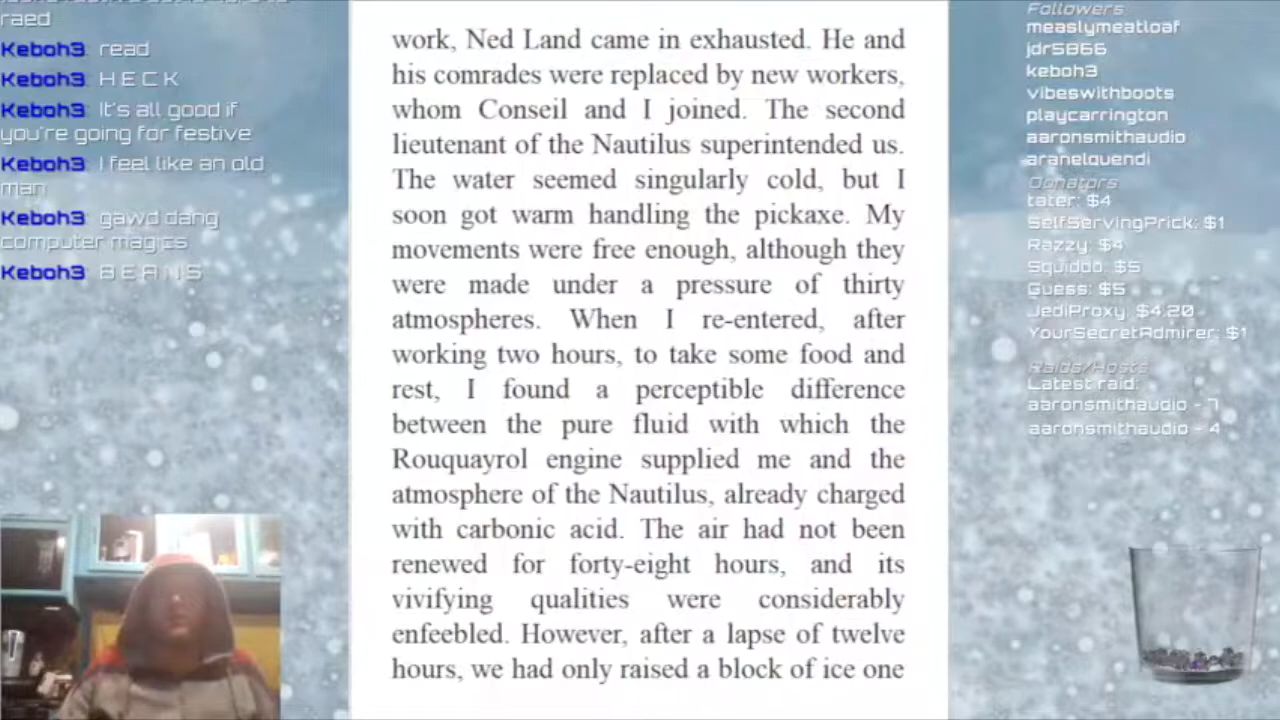 raed
Keboh3: read
Keboh3: H E C K
Keboh3: It's all good if
you're going for festive
Keboh3: I feel like an old
man
Keboh3: gawd dang
computer magics
Keboh3: B E A N S
work, Ned Land came in exhausted. He and
his comrades were replaced by new workers,
whom Conseil and I joined. The second
lieutenant of the Nautilus superintended us.
The water seemed singularly cold, but I
soon got warm handling the pickaxe. My
movements were free enough, although they
were made under a pressure of thirty
atmospheres. When I re-entered, after
working two hours, to take some food and
rest, I found a perceptible difference
between the pure fluid with which the
Rouquayrol engine supplied me and the
atmosphere of the Nautilus, already charged
with carbonic acid. The air had not been
renewed for forty-eight hours, and its
vivifying qualities were considerably
enfeebled. However, after a lapse of twelve
hours, we had only raised a block of ice one
Followers
measlymeatloaf
jdr5866
keboh3
vibeswithboots
playcarrington
aaronsmithaudio
aranelquendi
Donators
tater: $4
SelfServingPrick: $1
Razzy: $4
Squidoo: $5
Guess: $5
JediProxy: $4.20
YourSecretAdmirer: $1
Raids/Hosts
Latest raid:
aaronsmithaudio - 7
aaronsmithaudio - 4